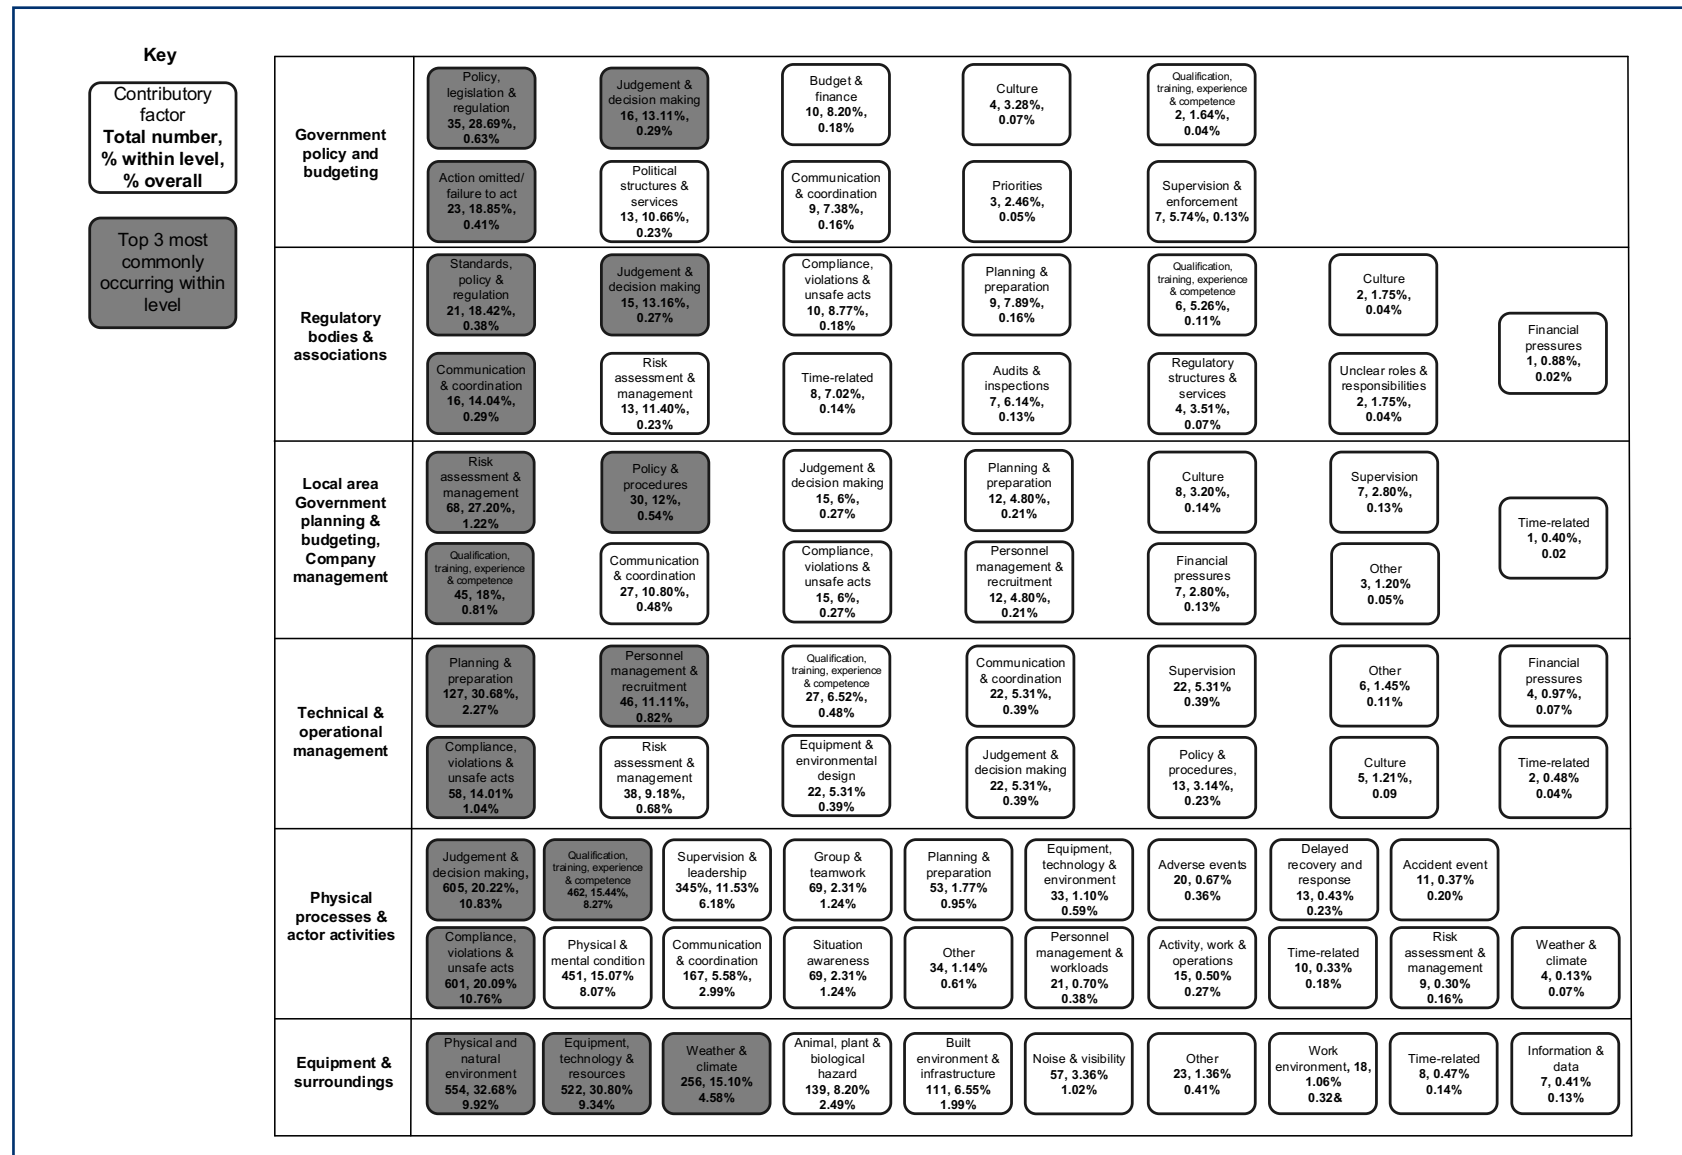 Key
Contributory
factor
Total number,
% within level,
% overall
Top 3 most
commonly
occurring within
level
Government
policy and
budgeting
Policy,
legislation &
regulation
35, 28.69%,
0.63%
Judgement &
decision making
16, 13.11%,
0.29%
Budget &
finance
10, 8.20%,
0.18%
Culture
4, 3.28%,
0.07%
Qualification,
training, experience
& competence
2, 1.64%,
0.04%
Action omitted/
failure to act
23, 18.85%,
0.41%
Political
structures &
services
13, 10.66%,
0.23%
Communication
& coordination
9, 7.38%,
0.16%
Priorities
3, 2.46%,
0.05%
Supervision &
enforcement
7, 5.74%, 0.13%
Regulatory
bodies &
associations
Standards,
policy &
regulation
21, 18.42%,
0.38%
Judgement &
decision making
15, 13.16%,
0.27%
Compliance,
violations &
unsafe acts
10, 8.77%,
0.18%
Planning &
preparation
9, 7.89%,
0.16%
Qualification,
training, experience
& competence
6, 5.26%,
0.11%
Culture
2, 1.75%,
0.04%
Financial
pressures
1, 0.88%,
0.02%
Communication
& coordination
16, 14.04%,
0.29%
Risk
assessment &
management
13, 11.40%,
0.23%
Time-related
8, 7.02%,
0.14%
Audits &
inspections
7, 6.14%,
0.13%
Regulatory
structures &
services
4, 3.51%,
0.07%
Unclear roles &
responsibilities
2, 1.75%,
0.04%
Local area
Government
planning &
budgeting,
Company
management
Risk
assessment &
management
68, 27.20%,
1.22%
Policy &
procedures
30, 12%,
0.54%
Judgement &
decision making
15, 6%,
0.27%
Planning &
preparation
12, 4.80%,
0.21%
Culture
8, 3.20%,
0.14%
Supervision
7, 2.80%,
0.13%
Time-related
1, 0.40%,
0.02
Qualification,
training, experience
& competence
45, 18%,
0.81%
Communication
& coordination
27, 10.80%,
0.48%
Compliance,
violations &
unsafe acts
15, 6%,
0.27%
Personnel
management &
recruitment
12, 4.80%,
0.21%
Financial
pressures
7, 2.80%,
0.13%
Other
3, 1.20%
0.05%
Technical &
operational
management
Planning &
preparation
127, 30.68%,
2.27%
Personnel
management &
recruitment
46, 11.11%,
0.82%
Qualification,
training, experience
& competence
27, 6.52%,
0.48%
Communication
& coordination
22, 5.31%,
0.39%
Supervision
22, 5.31%
0.39%
Other
6, 1.45%
0.11%
Financial
pressures
4, 0.97%,
0.07%
Compliance,
violations &
unsafe acts
58, 14.01%
1.04%
Risk
assessment &
management
38, 9.18%,
0.68%
Equipment &
environmental
design
22, 5.31%
0.39%
Judgement &
decision making
22, 5.31%,
0.39%
Policy &
procedures,
13, 3.14%,
0.23%
Culture
5, 1.21%,
0.09
Time-related
2, 0.48%
0.04%
Physical
processes &
actor activities
Judgement &
decision making,
605, 20.22%,
10.83%
Qualification,
training, experience
& competence
462, 15.44%,
8.27%
Supervision &
leadership
345%, 11.53%
6.18%
Group &
teamwork
69, 2.31%
1.24%
Planning &
preparation
53, 1.77%
0.95%
Equipment,
technology &
environment
33, 1.10%
0.59%
Adverse events
20, 0.67%
0.36%
Delayed
recovery and
response
13, 0.43%
0.23%
Accident event
11, 0.37%
0.20%
Compliance,
violations &
unsafe acts
601, 20.09%
10.76%
Physical &
mental condition
451, 15.07%
8.07%
Communication
& coordination
167, 5.58%,
2.99%
Situation
awareness
69, 2.31%
1.24%
Other
34, 1.14%
0.61%
Personnel
management &
workloads
21, 0.70%
0.38%
Activity, work &
operations
15, 0.50%
0.27%
Time-related
10, 0.33%
0.18%
Risk
assessment &
management
9, 0.30%
0.16%
Weather &
climate
4, 0.13%
0.07%
Equipment &
surroundings
Physical and
natural
environment
554, 32.68%
9.92%
Equipment,
technology &
resources
522, 30.80%
9.34%
Weather &
climate
256, 15.10%
4.58%
Animal, plant &
biological
hazard
139, 8.20%
2.49%
Built
environment &
infrastructure
111, 6.55%
1.99%
Noise & visibility
57, 3.36%
1.02%
Other
23, 1.36%
0.41%
Work
environment, 18,
1.06%
0.32&
Time-related
8, 0.47%
0.14%
Information &
data
7, 0.41%
0.13%